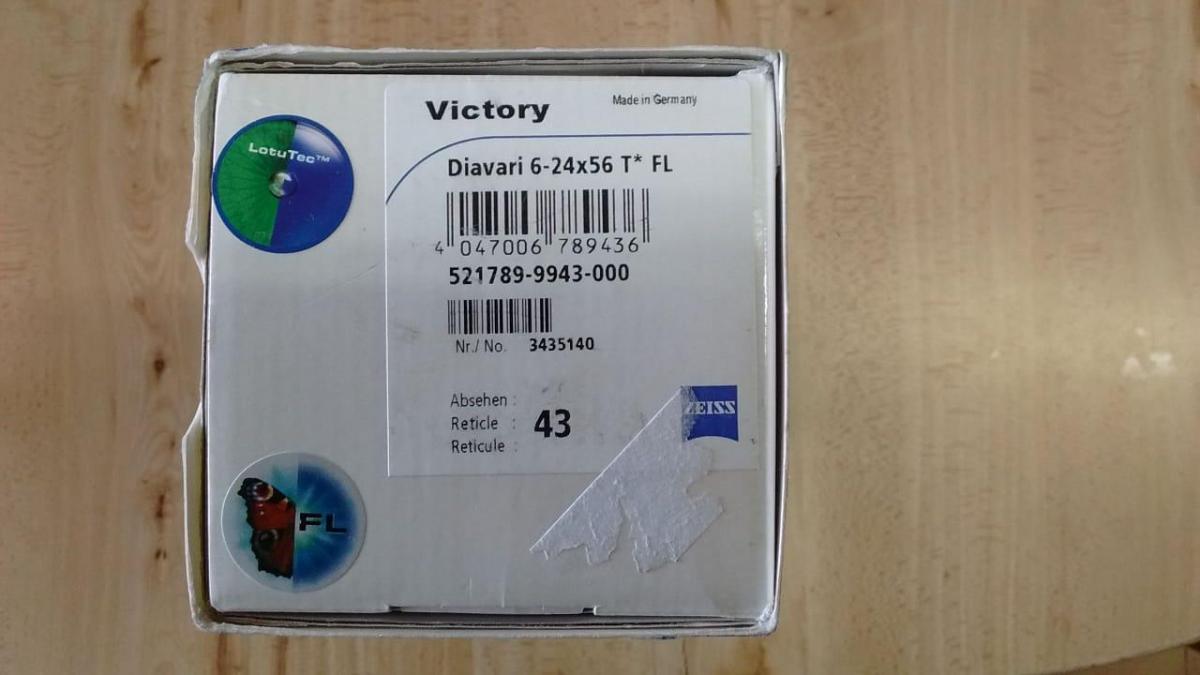 Victory
Made in Germany
LotuTec™
Diavari 6-24x56 T* FL
4 047006 789436
521789-9943-000
Nr./ No. 3435140
Absehen :
Reticle : 43
Reticule :
ZEISS
FL